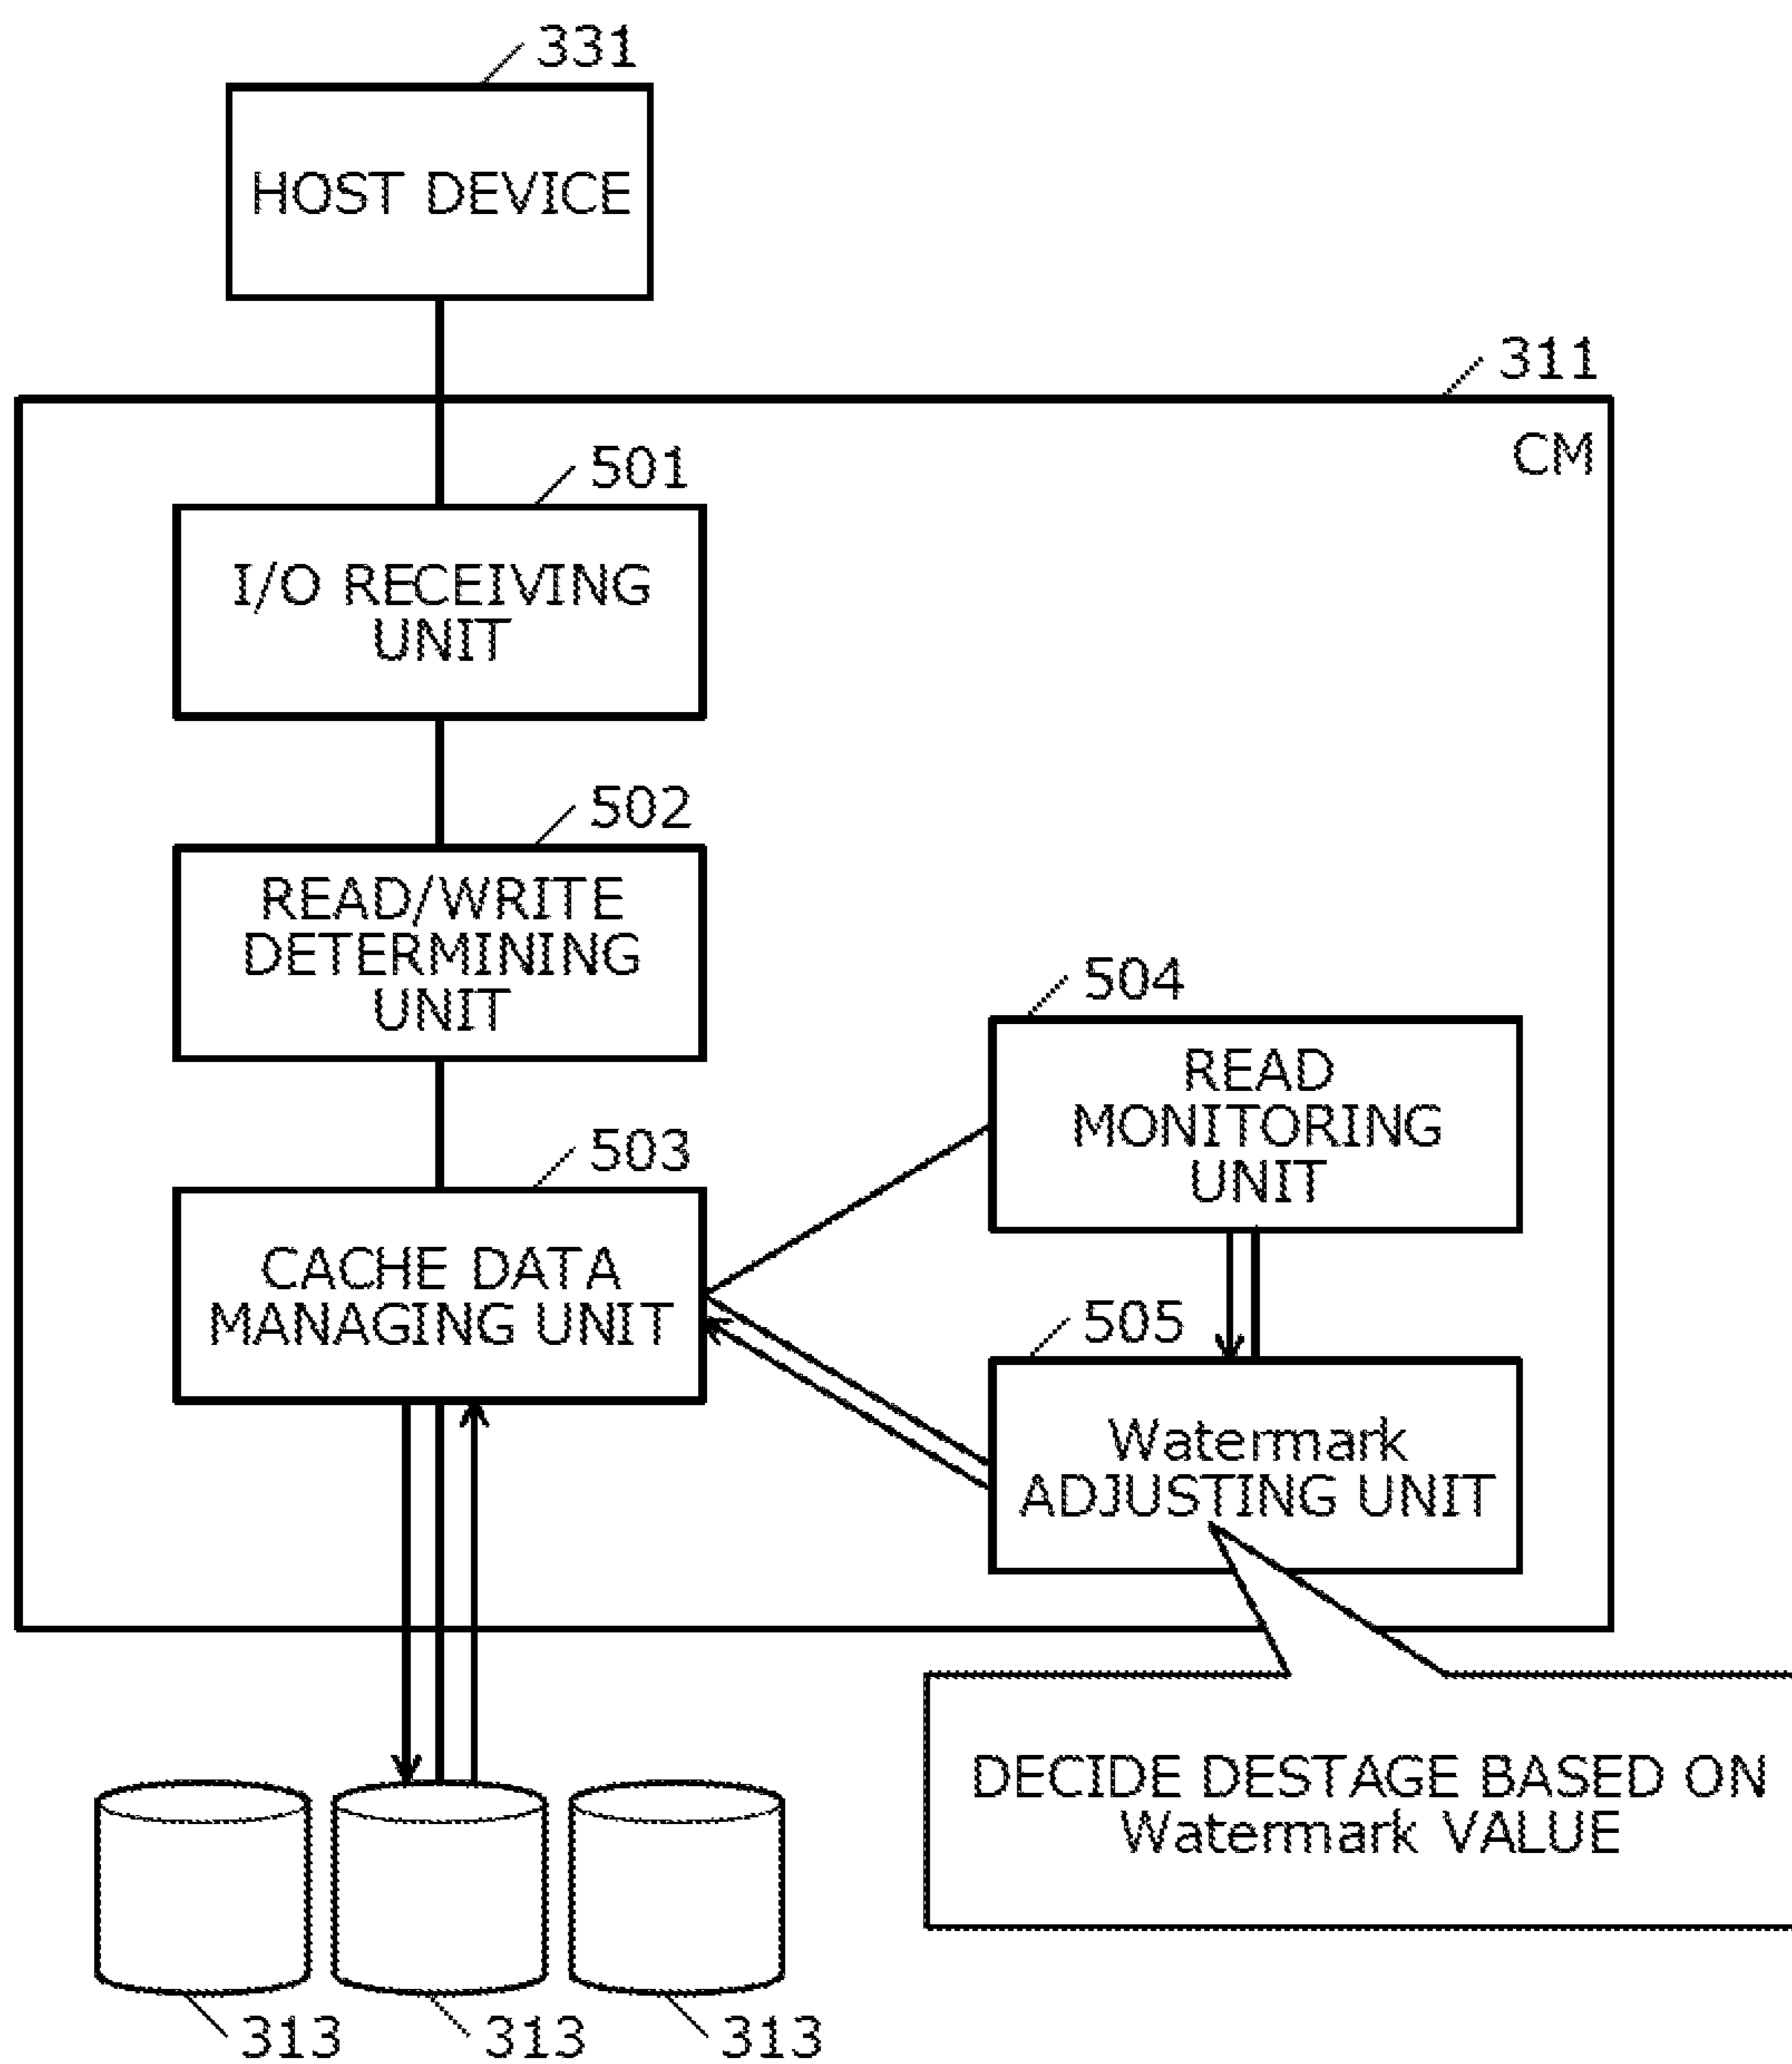 331
HOST DEVICE
311
CM
501
I/O RECEIVING
UNIT
502
READ/WRITE
DETERMINING
UNIT
504
READ
MONITORING
UNIT
503
CACHE DATA
MANAGING UNIT
505
Watermark
ADJUSTING UNIT
DECIDE DESTAGE BASED ON
Watermark VALUE
313
313
313